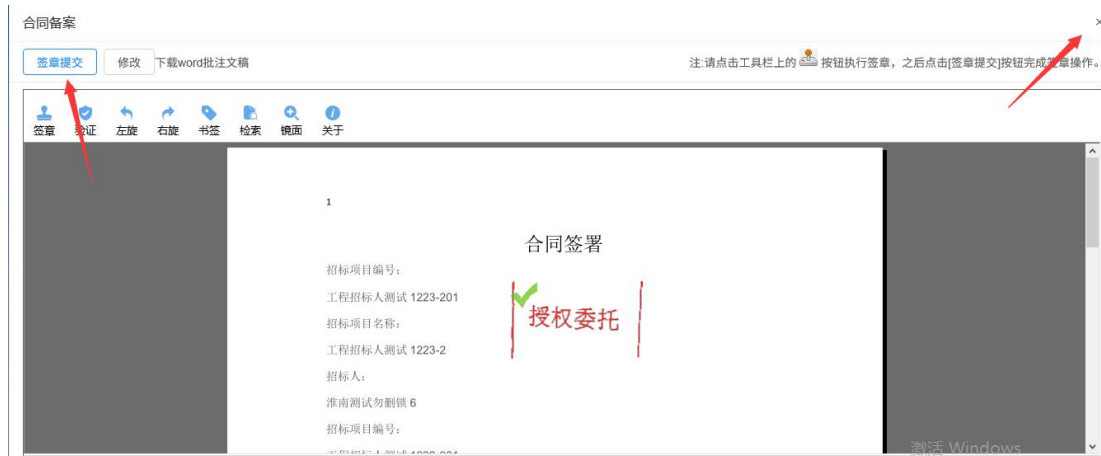 合同备案
×
签章提交 修改 下载word批注文稿 注:请点击工具栏上的 按钮执行签章，之后点击[签章提交]按钮完成签章操作。
签章 验证 左旋 右旋 书签 检索 镜面 关于
1
合同签署
招标项目编号：
工程招标人测试 1223-201
招标项目名称：
授权委托
工程招标人测试 1223-2
招标人：
淮南测试勿删锁 6
招标项目编号：
激活 Windows